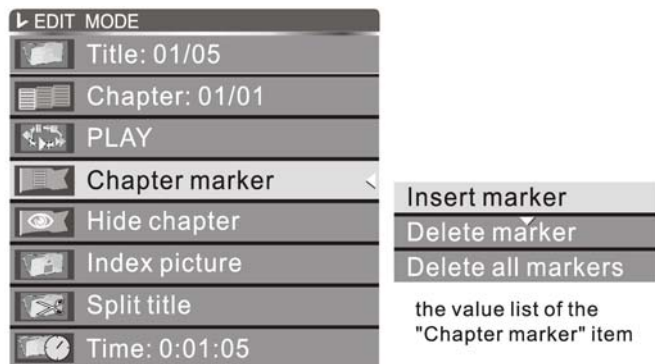 EDIT MODE
Title: 01/05
Chapter: 01/01
PLAY
Chapter marker
Hide chapter
Index picture
Split title
Time: 0:01:05
Insert marker
Delete marker
Delete all markers
the value list of the
"Chapter marker" item